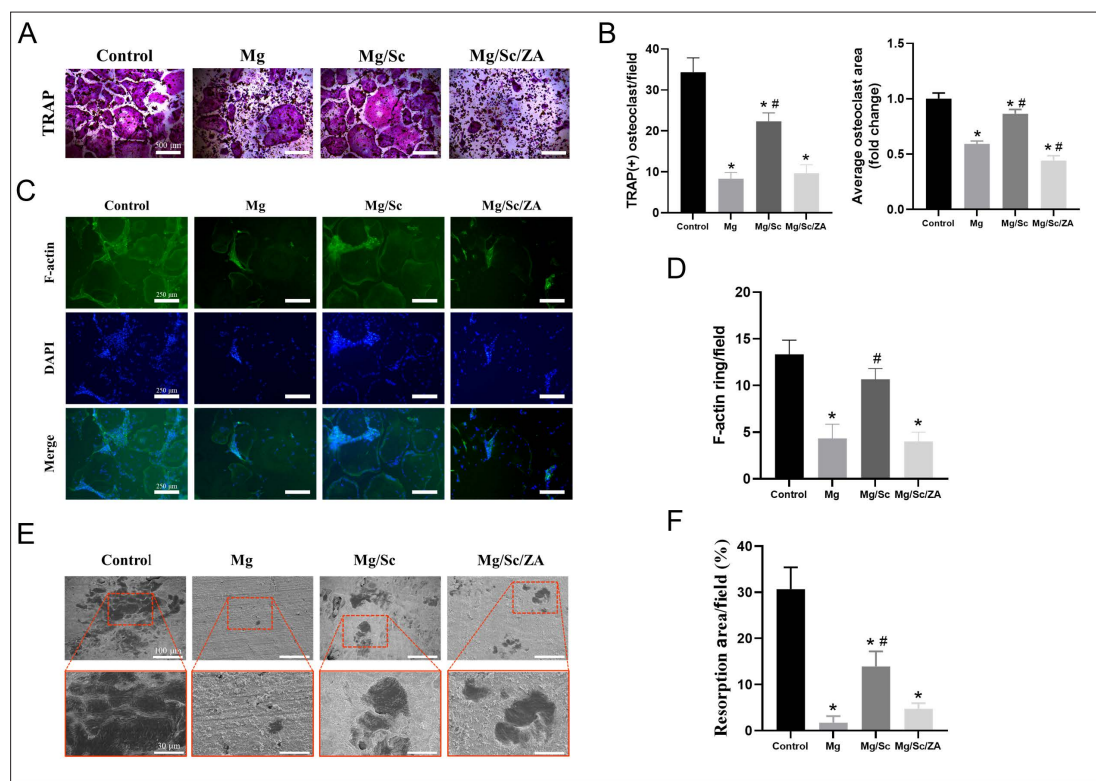 A
Control Mg Mg/Sc Mg/Sc/ZA
TRAP
500 μm
B
TRAP(+) osteoclast/field
40
30
20
10
0
*
* #
*
Control Mg Mg/Sc Mg/Sc/ZA
Average osteoclast area
(fold change)
1.5
1.0
0.5
0.0
*
* #
* #
Control Mg Mg/Sc Mg/Sc/ZA
C
Control Mg Mg/Sc Mg/Sc/ZA
F-actin
250 μm
DAPI
250 μm
Merge
250 μm
D
F-actin ring/field
20
15
10
5
0
*
#
*
Control Mg Mg/Sc Mg/Sc/ZA
E
Control Mg Mg/Sc Mg/Sc/ZA
100 μm
30 μm
F
Resorption area/field (%)
40
30
20
10
0
*
* #
*
Control Mg Mg/Sc Mg/Sc/ZA